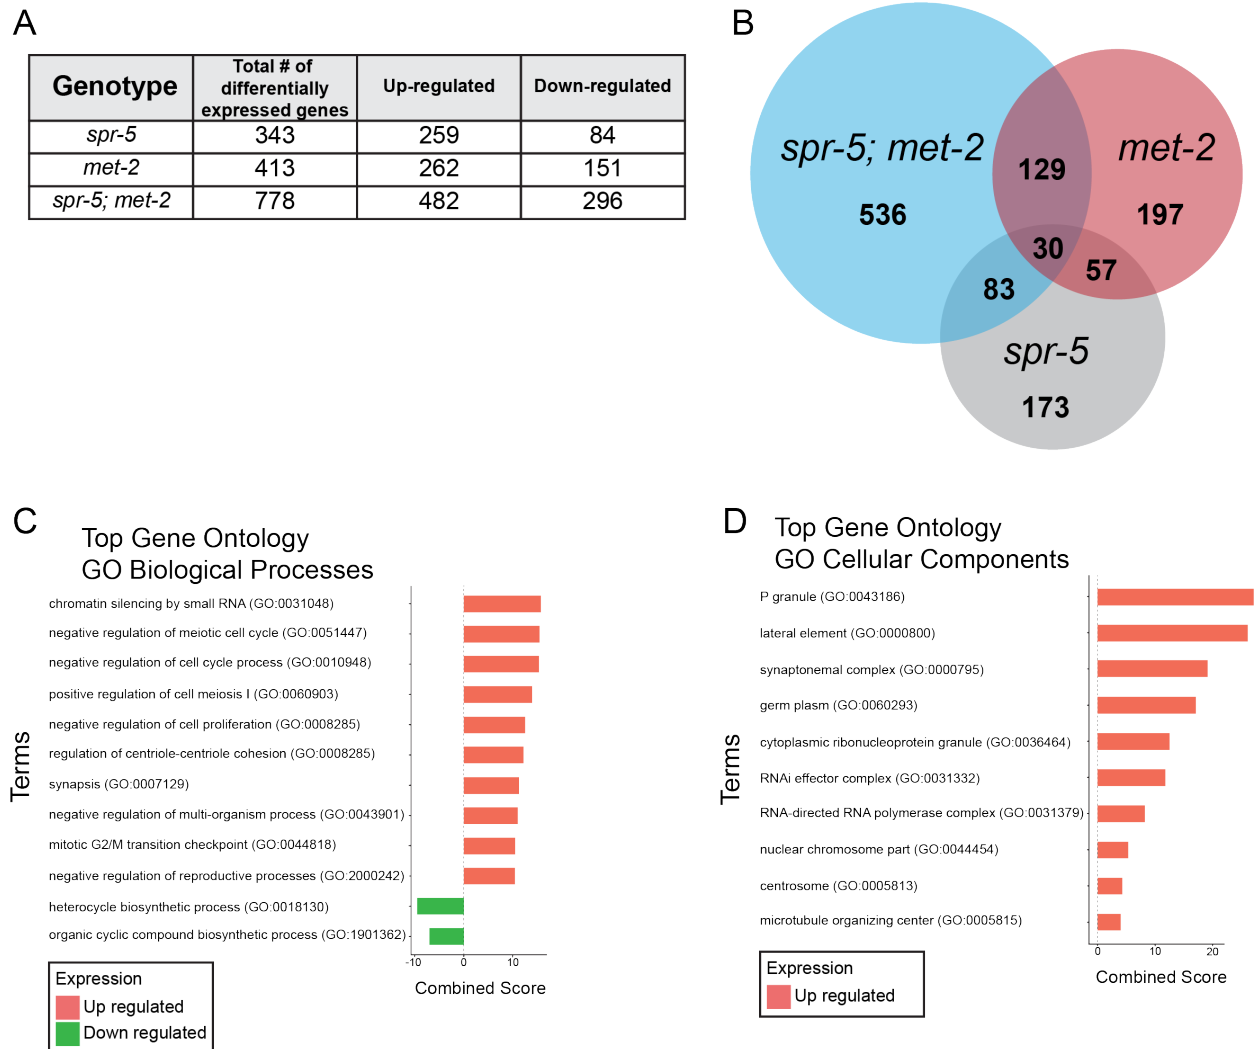 A
Genotype
Total # of
differentially
expressed genes
Up-regulated
Down-regulated
spr-5 343 259 84
met-2 413 262 151
spr-5; met-2 778 482 296
B
spr-5; met-2
536
129
met-2
197
30
57
83
spr-5
173
C
Top Gene Ontology
GO Biological Processes
Terms
chromatin silencing by small RNA (GO:0031048)
negative regulation of meiotic cell cycle (GO:0051447)
negative regulation of cell cycle process (GO:0010948)
positive regulation of cell meiosis I (GO:0060903)
negative regulation of cell proliferation (GO:0008285)
regulation of centriole-centriole cohesion (GO:0008285)
synapsis (GO:0007129)
negative regulation of multi-organism process (GO:0043901)
mitotic G2/M transition checkpoint (GO:0044818)
negative regulation of reproductive processes (GO:2000242)
heterocycle biosynthetic process (GO:0018130)
organic cyclic compound biosynthetic process (GO:1901362)
-10 0 10
Combined Score
Expression
Up regulated
Down regulated
D
Top Gene Ontology
GO Cellular Components
Terms
P granule (GO:0043186)
lateral element (GO:0000800)
synaptonemal complex (GO:0000795)
germ plasm (GO:0060293)
cytoplasmic ribonucleoprotein granule (GO:0036464)
RNAi effector complex (GO:0031332)
RNA-directed RNA polymerase complex (GO:0031379)
nuclear chromosome part (GO:0044454)
centrosome (GO:0005813)
microtubule organizing center (GO:0005815)
0 10 20
Combined Score
Expression
Up regulated